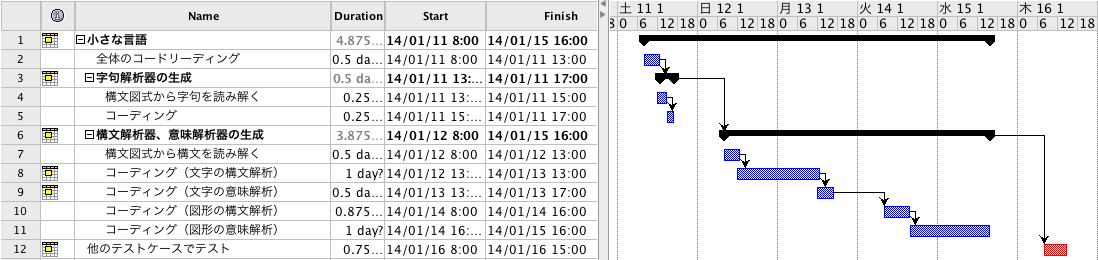 Name Duration Start Finish
土 11 1 日 12 1 月 13 1 火 14 1 水 15 1 木 16 1
0 6 12 18 0 6 12 18 0 6 12 18 0 6 12 18 0 6 12 18 0 6 12 18
1 小さな言語 4.875... 14/01/11 8:00 14/01/15 16:00
2 全体のコードリーディング 0.5 da... 14/01/11 8:00 14/01/11 13:00
3 字句解析器の生成 0.5 da... 14/01/11 13:... 14/01/11 17:00
4 構文図式から字句を読み解く 0.25... 14/01/11 13:... 14/01/11 15:00
5 コーディング 0.25... 14/01/11 15:... 14/01/11 17:00
6 構文解析器、意味解析器の生成 3.875... 14/01/12 8:00 14/01/15 16:00
7 構文図式から構文を読み解く 0.5 da... 14/01/12 8:00 14/01/12 13:00
8 コーディング（文字の構文解析） 1 day? 14/01/12 13:... 14/01/13 13:00
9 コーディング（文字の意味解析） 0.5 da... 14/01/13 13:... 14/01/13 17:00
10 コーディング（図形の構文解析） 0.875... 14/01/14 8:00 14/01/14 16:00
11 コーディング（図形の意味解析） 1 day? 14/01/14 16:... 14/01/15 16:00
12 他のテストケースでテスト 0.75... 14/01/16 8:00 14/01/16 15:00